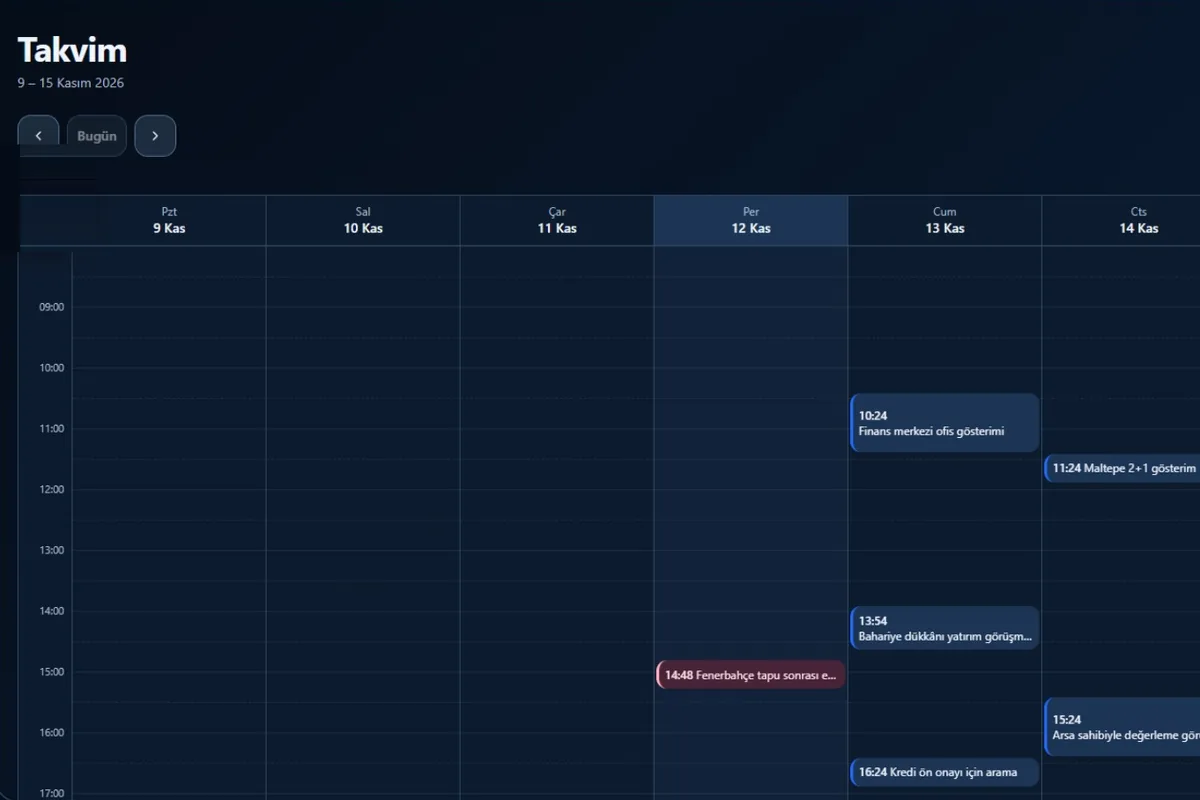 Takvim
9 – 15 Kasım 2026
Bugün
Pzt
9 Kas
Sal
10 Kas
Çar
11 Kas
Per
12 Kas
Cum
13 Kas
Cts
14 Kas
09:00
10:00
11:00
12:00
13:00
14:00
15:00
16:00
17:00
14:48 Fenerbahçe tapu sonrası e...
10:24
Finans merkezi ofis gösterimi
13:54
Bahariye dükkânı yatırım görüşm...
16:24 Kredi ön onayı için arama
11:24 Maltepe 2+1 gösterim
15:24
Arsa sahibiyle değerleme gör